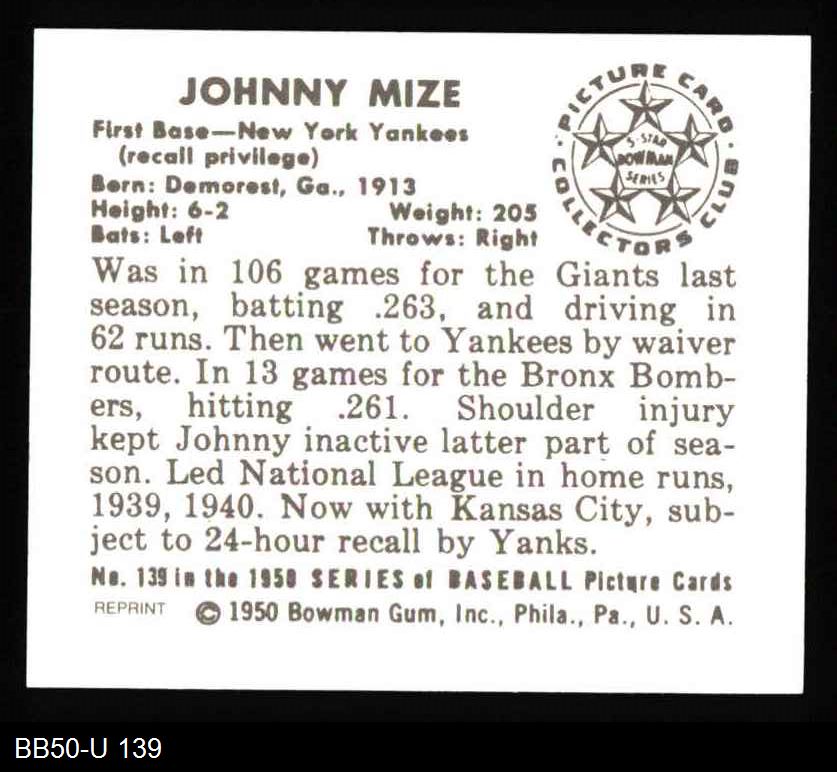 JOHNNY MIZE
First Base—New York Yankees
(recall privilege)
Born: Demorest, Ga., 1913
Height: 6-2 Weight: 205
Bats: Left Throws: Right
· PICTURE CARD ·
COLLECTORS CLUB
5-STAR
BOWMAN
SERIES
Was in 106 games for the Giants last
season, batting .263, and driving in
62 runs. Then went to Yankees by waiver
route. In 13 games for the Bronx Bomb-
ers, hitting .261. Shoulder injury
kept Johnny inactive latter part of sea-
son. Led National League in home runs,
1939, 1940. Now with Kansas City, sub-
ject to 24-hour recall by Yanks.
No. 139 in the 1950 SERIES of BASEBALL Picture Cards
REPRINT © 1950 Bowman Gum, Inc., Phila., Pa., U. S. A.
BB50-U 139